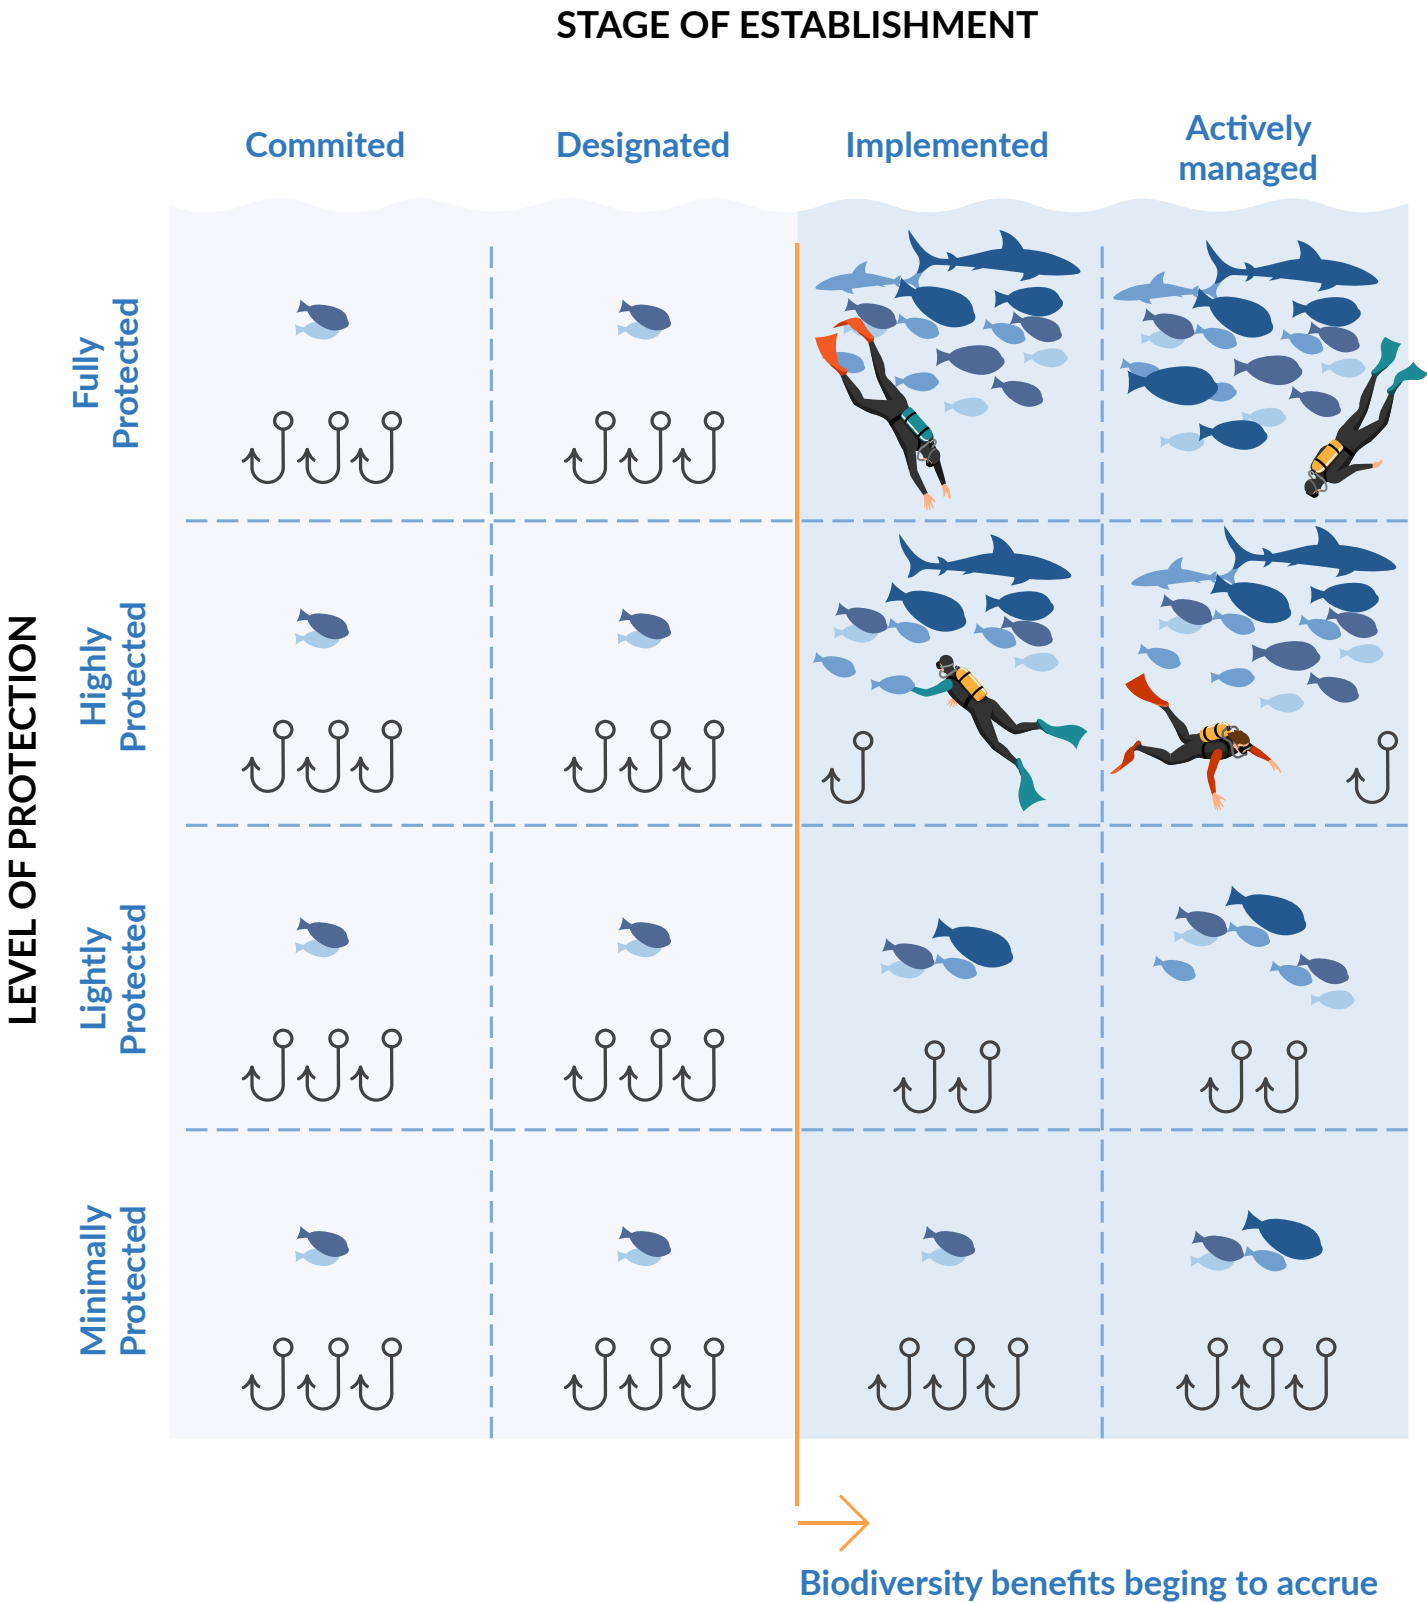 STAGE OF ESTABLISHMENT
Commited
Designated
Implemented
Actively
managed
LEVEL OF PROTECTION
Fully
Protected
Highly
Protected
Lightly
Protected
Minimally
Protected
Biodiversity benefits beging to accrue